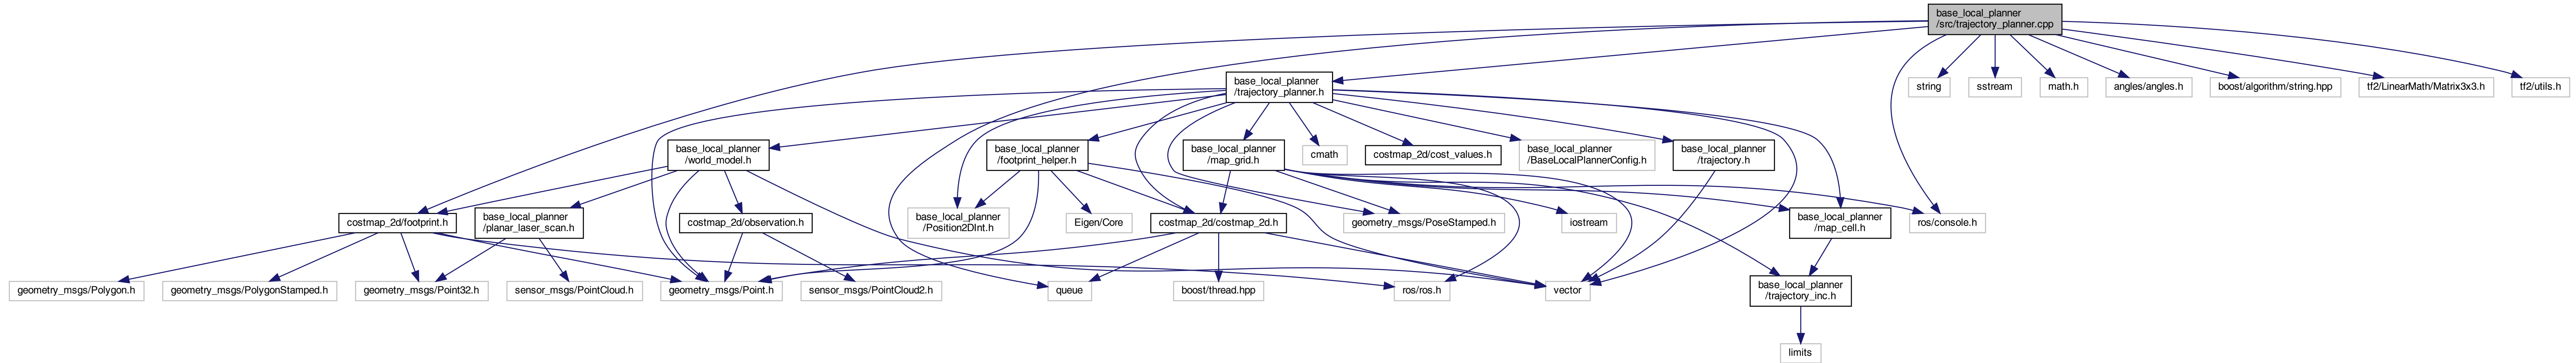 base_local_planner
/src/trajectory_planner.cpp
base_local_planner
/trajectory_planner.h
string
sstream
math.h
angles/angles.h
boost/algorithm/string.hpp
tf2/LinearMath/Matrix3x3.h
tf2/utils.h
base_local_planner
/world_model.h
base_local_planner
/footprint_helper.h
base_local_planner
/map_grid.h
cmath
costmap_2d/cost_values.h
base_local_planner
/BaseLocalPlannerConfig.h
base_local_planner
/trajectory.h
costmap_2d/footprint.h
base_local_planner
/planar_laser_scan.h
costmap_2d/observation.h
base_local_planner
/Position2DInt.h
Eigen/Core
costmap_2d/costmap_2d.h
geometry_msgs/PoseStamped.h
iostream
base_local_planner
/map_cell.h
ros/console.h
geometry_msgs/Polygon.h
geometry_msgs/PolygonStamped.h
geometry_msgs/Point32.h
sensor_msgs/PointCloud.h
geometry_msgs/Point.h
sensor_msgs/PointCloud2.h
queue
boost/thread.hpp
ros/ros.h
vector
base_local_planner
/trajectory_inc.h
limits